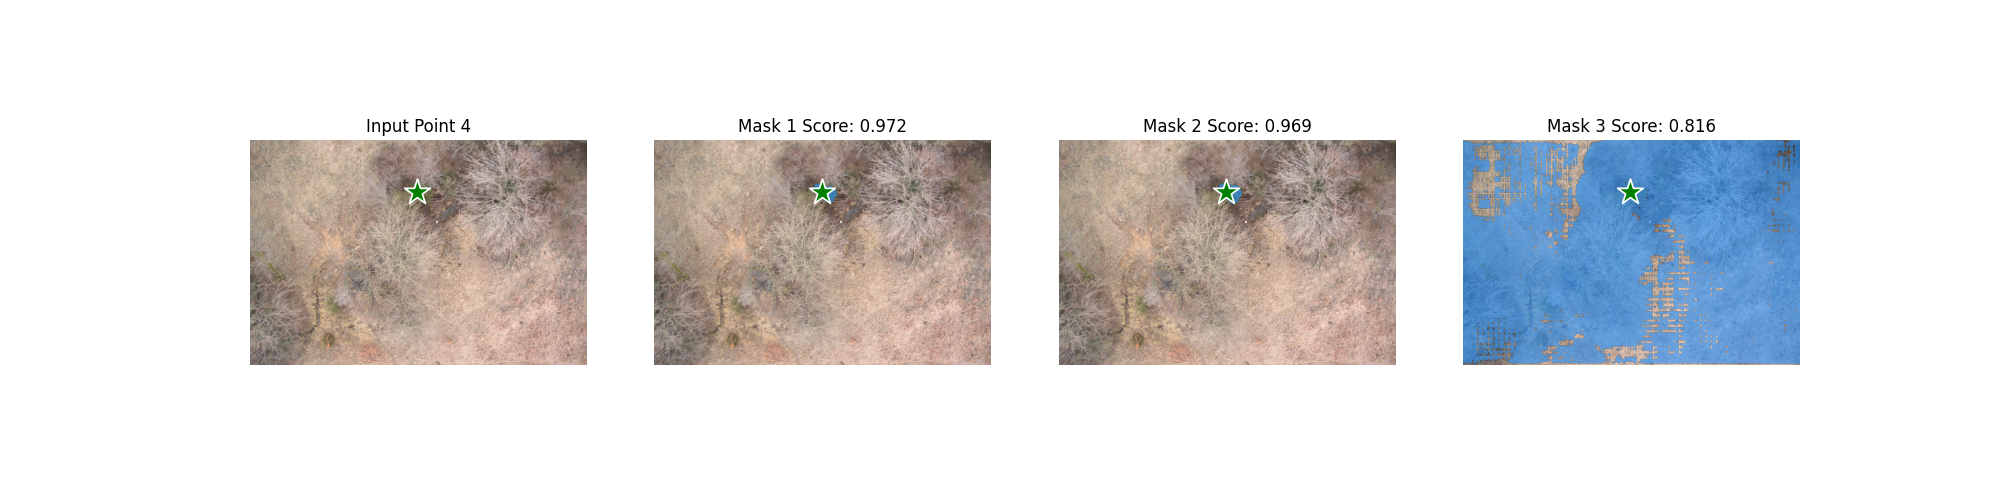 Input Point 4
Mask 1 Score: 0.972
Mask 2 Score: 0.969
Mask 3 Score: 0.816